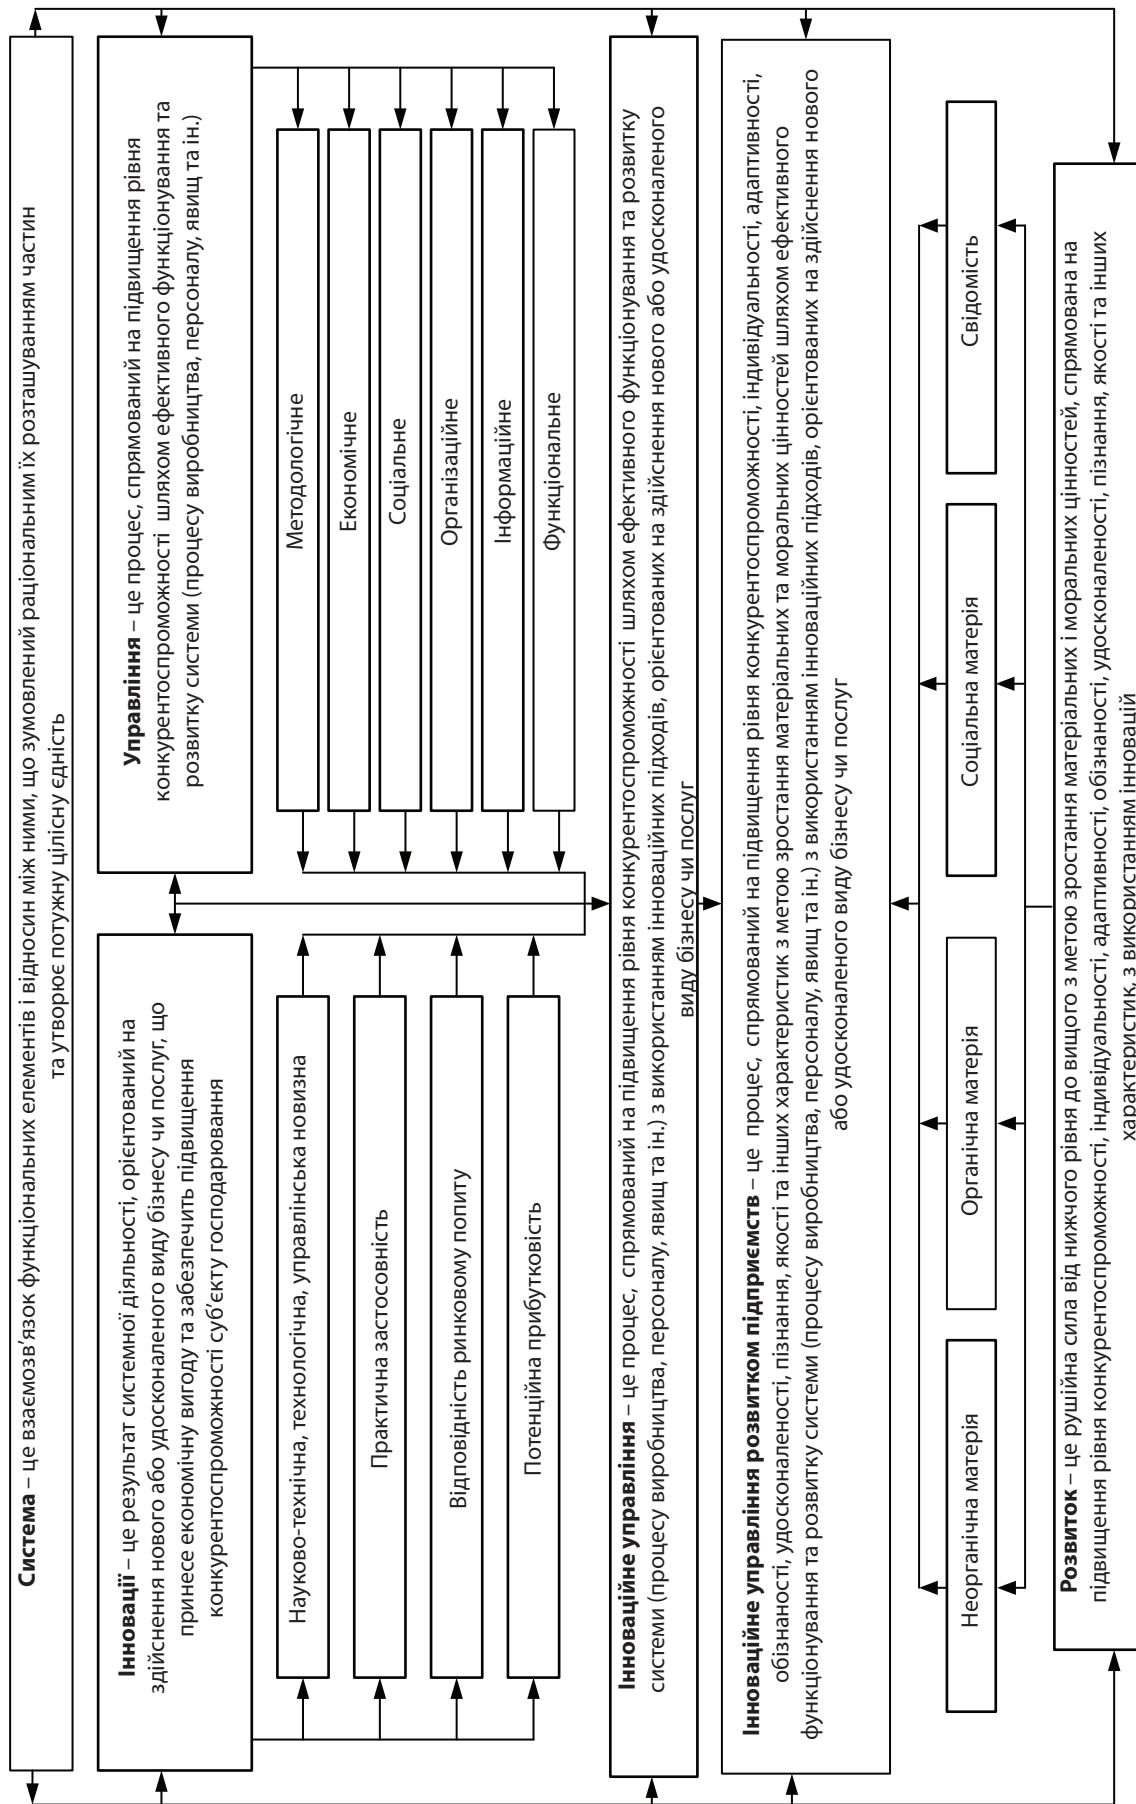 Система – це взаємозв'язок функціональних елементів і відносин між ними, що зумовлений раціональним їх розташуванням частин
та утворює потужну цілісну єдність
Інновації – це результат системної діяльності, орієнтований на
здійснення нового або удосконаленого виду бізнесу чи послуг, що
принесе економічну вигоду та забезпечить підвищення
конкурентоспроможності суб'єкту господарювання
Управління – це процес, спрямований на підвищення рівня
конкурентоспроможності шляхом ефективного функціонування та
розвитку системи (процесу виробництва, персоналу, явищ та ін.)
Науково-технічна, технологічна, управлінська новизна
Практична застосовність
Відповідність ринковому попиту
Потенційна прибутковість
Методологічне
Економічне
Соціальне
Організаційне
Інформаційне
Функціональне
Інноваційне управління – це процес, спрямований на підвищення рівня конкурентоспроможності шляхом ефективного функціонування та розвитку
системи (процесу виробництва, персоналу, явищ та ін.) з використанням інноваційних підходів, орієнтованих на здійснення нового або удосконаленого
виду бізнесу чи послуг
Інноваційне управління розвитком підприємств – це процес, спрямований на підвищення рівня конкурентоспроможності, індивідуальності, адаптивності,
обізнаності, удосконаленості, пізнання, якості та інших характеристик з метою зростання матеріальних та моральних цінностей шляхом ефективного
функціонування та розвитку системи (процесу виробництва, персоналу, явищ та ін.) з використанням інноваційних підходів, орієнтованих на здійснення нового
або удосконаленого виду бізнесу чи послуг
Неорганічна матерія
Органічна матерія
Соціальна матерія
Свідомість
Розвиток – це рушійна сила від нижчого рівня до вищого з метою зростання матеріальних і моральних цінностей, спрямована на
підвищення рівня конкурентоспроможності, індивідуальності, адаптивності, обізнаності, удосконаленості, пізнання, якості та інших
характеристик, з використанням інновацій